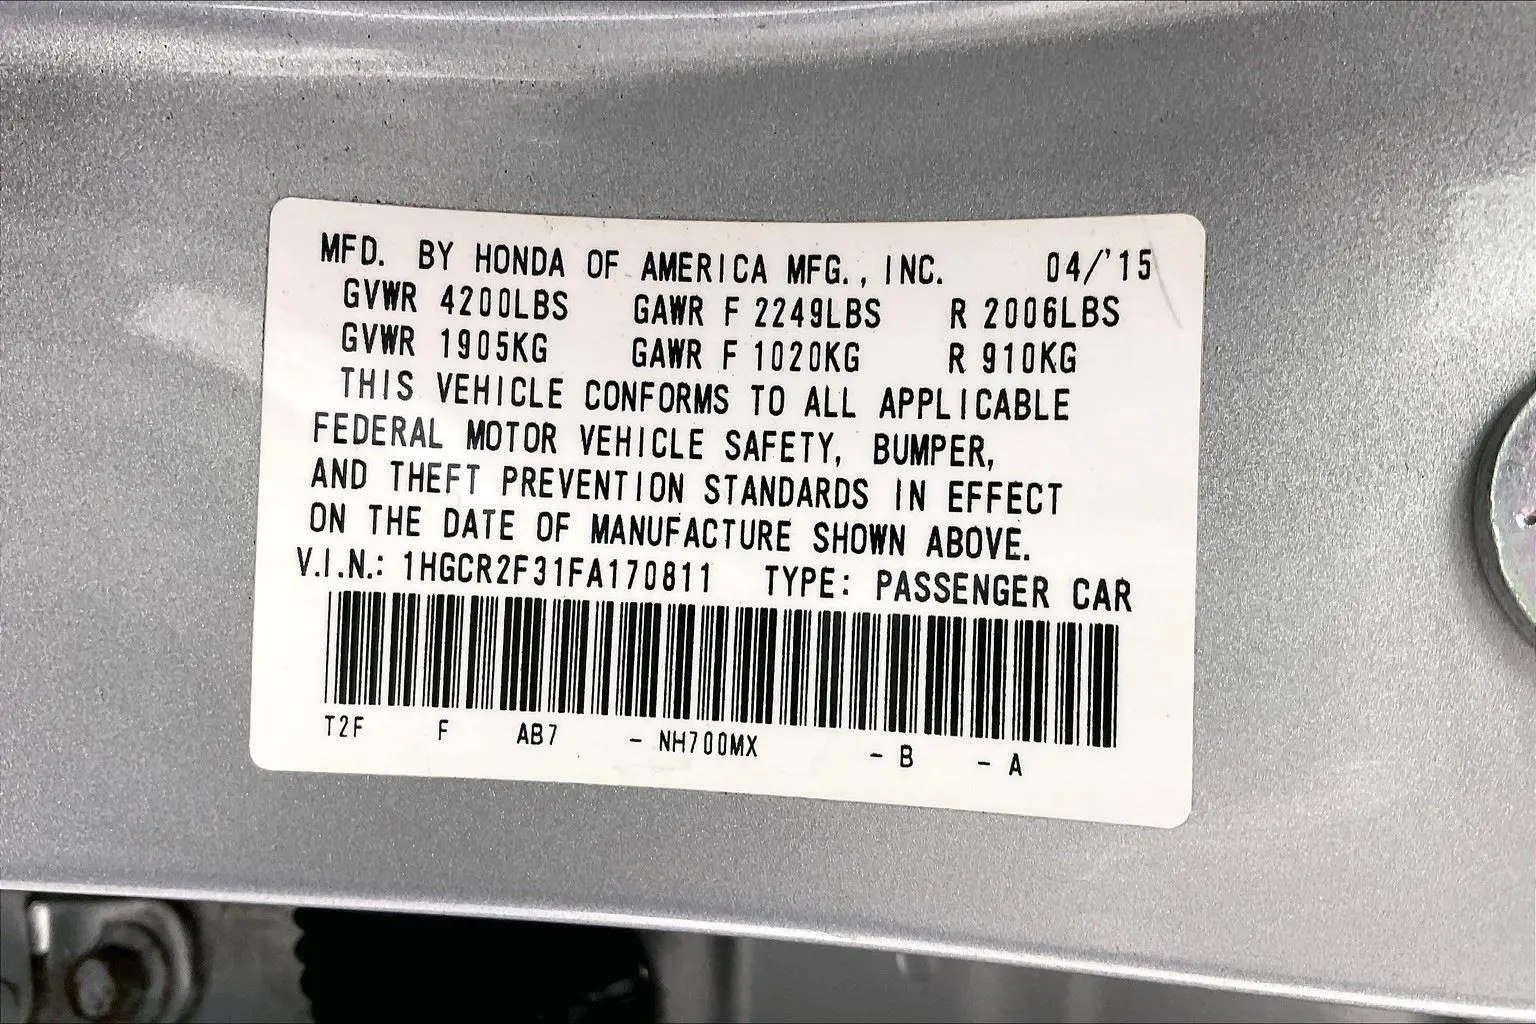 MFD. BY HONDA OF AMERICA MFG., INC. 04/'15
GVWR 4200LBS GAWR F 2249LBS R 2006LBS
GVWR 1905KG GAWR F 1020KG R 910KG
THIS VEHICLE CONFORMS TO ALL APPLICABLE
FEDERAL MOTOR VEHICLE SAFETY, BUMPER,
AND THEFT PREVENTION STANDARDS IN EFFECT
ON THE DATE OF MANUFACTURE SHOWN ABOVE.
V.I.N.: 1HGCR2F31FA170811 TYPE: PASSENGER CAR
T2F F AB7 - NH700MX - B - A